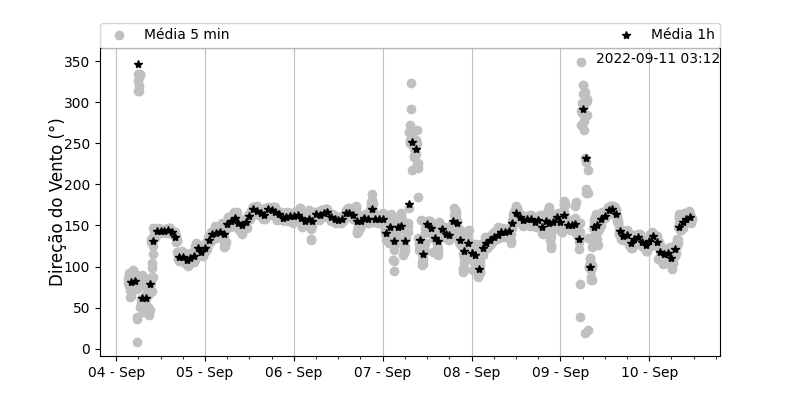 Média 5 min
Média 1h
2022-09-11 03:12
Direção do Vento (°)
350
300
250
200
150
100
50
0
04 - Sep
05 - Sep
06 - Sep
07 - Sep
08 - Sep
09 - Sep
10 - Sep